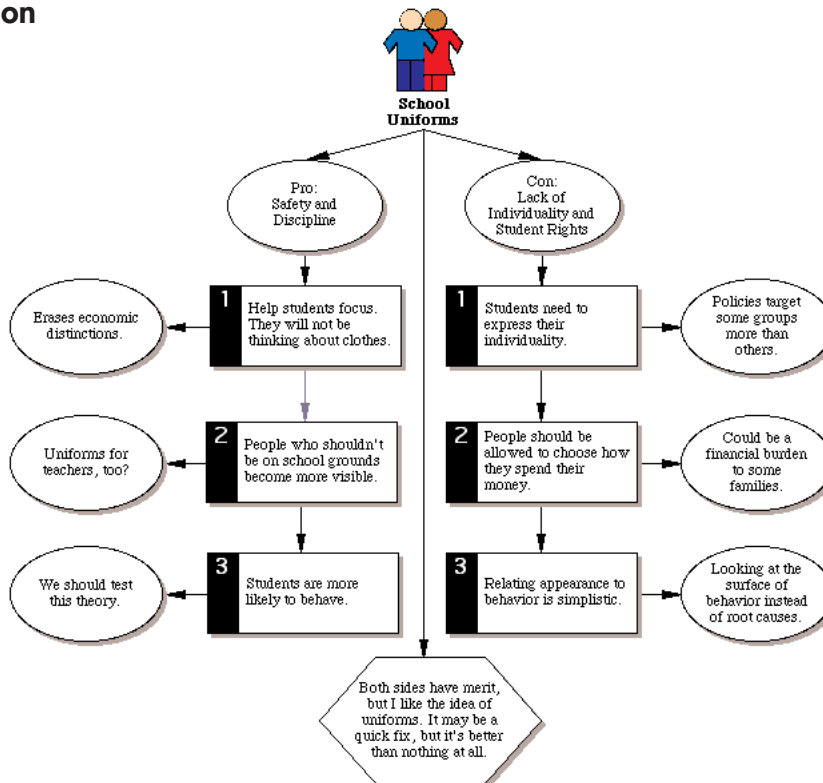 on
School
Uniforms
Pro:
Safety and
Discipline
Con:
Lack of
Individuality and
Student Rights
Erases economic
distinctions.
1
Help students focus.
They will not be
thinking about clothes.
1
Students need to
express their
individuality.
Policies target
some groups
more than
others.
Uniforms for
teachers, too?
2
People who shouldn't
be on school grounds
become more visible.
2
People should be
allowed to choose how
they spend their
money.
Could be a
financial burden
to some
families.
We should test
this theory.
3
Students are more
likely to behave.
3
Relating appearance to
behavior is simplistic.
Looking at the
surface of
behavior instead
of root causes.
Both sides have merit,
but I like the idea of
uniforms. It may be a
quick fix, but it's better
than nothing at all.